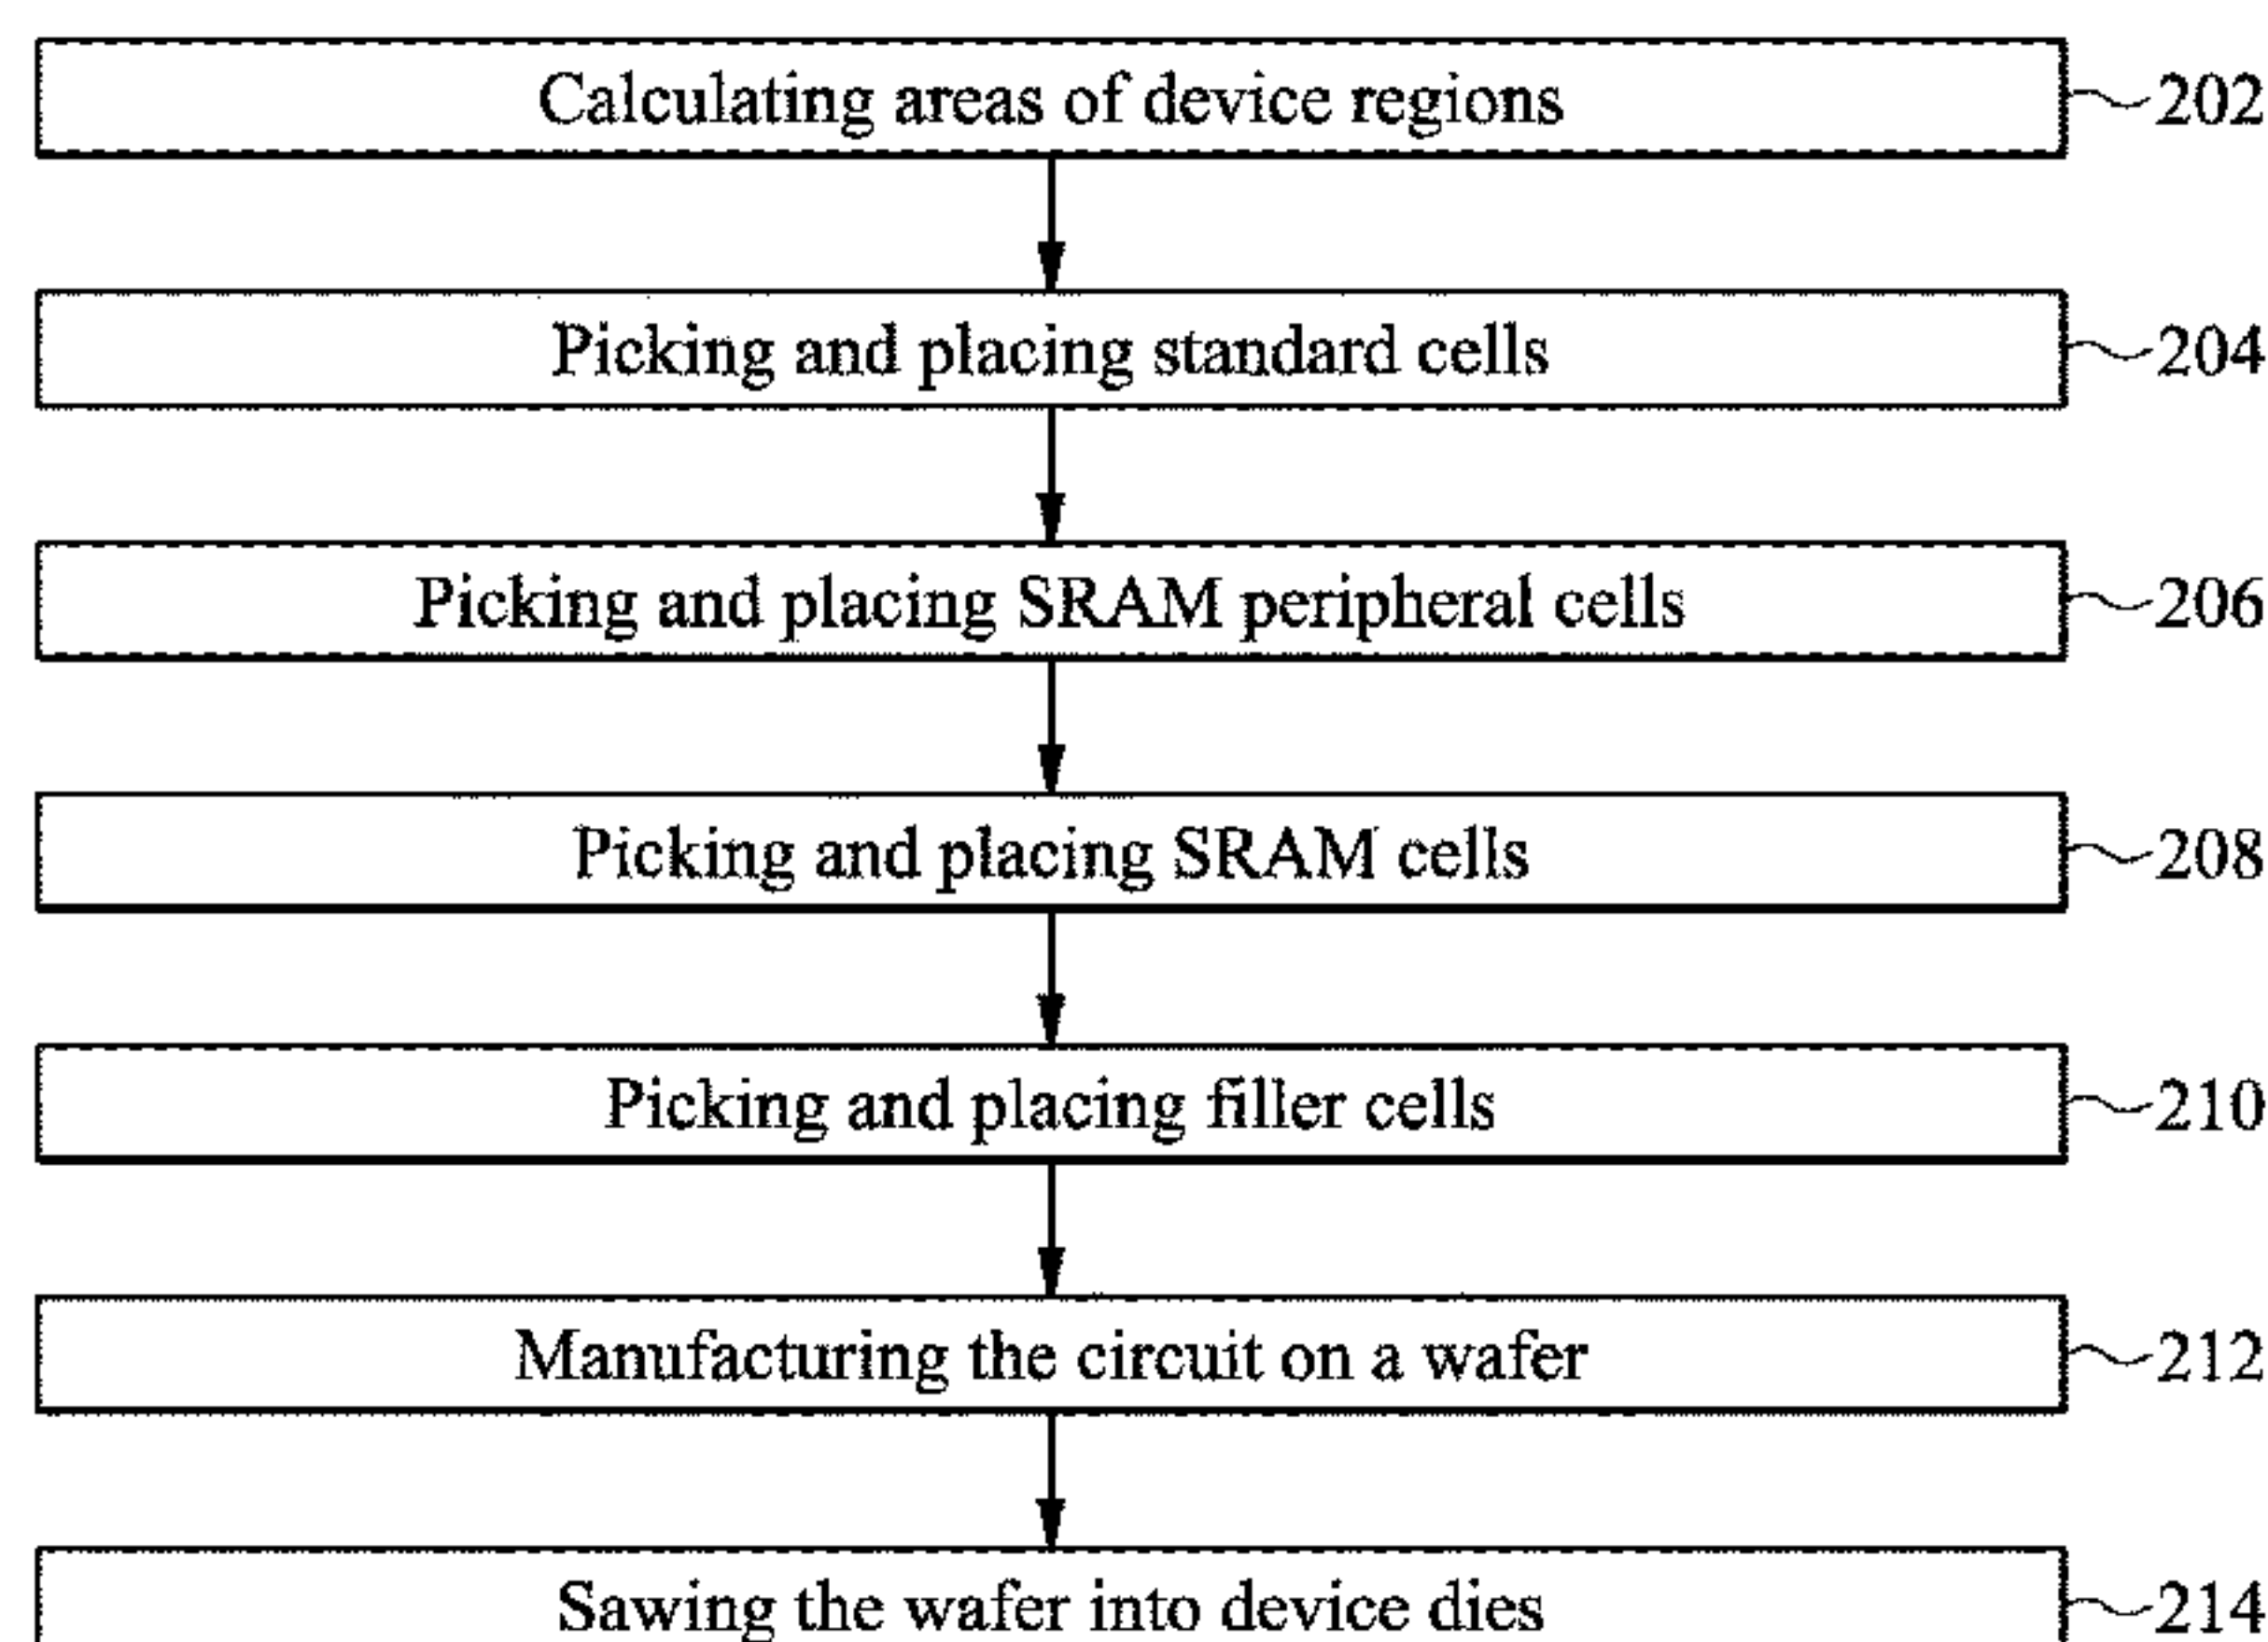 Calculating areas of device regions 202
Picking and placing standard cells 204
Picking and placing SRAM peripheral cells 206
Picking and placing SRAM cells 208
Picking and placing filler cells 210
Manufacturing the circuit on a wafer 212
Sawing the wafer into device dies 214